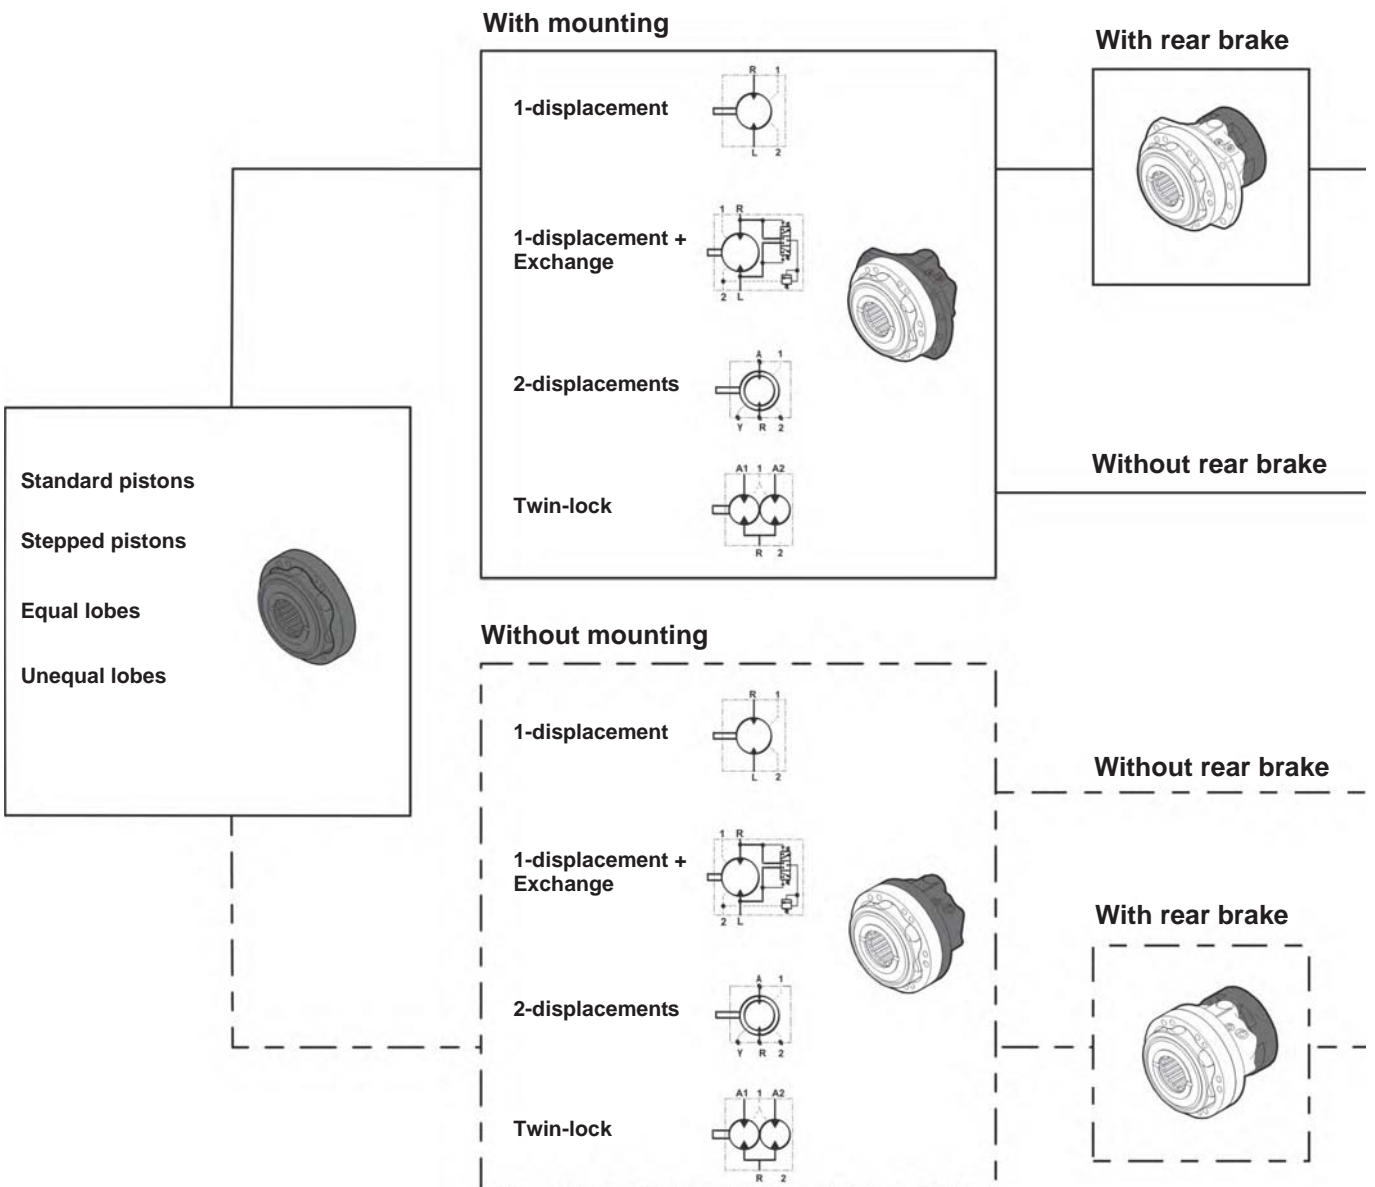 With mounting
With rear brake
1-displacement
R 1
L 2
1-displacement +
Exchange
1 R
2 L
2-displacements
A 1
Y R 2
Without rear brake
Twin-lock
A1 1 A2
R 2
Standard pistons
Stepped pistons
Equal lobes
Unequal lobes
Without mounting
1-displacement
R 1
L 2
Without rear brake
1-displacement +
Exchange
1 R
2 L
With rear brake
2-displacements
A 1
Y R 2
Twin-lock
A1 1 A2
R 2